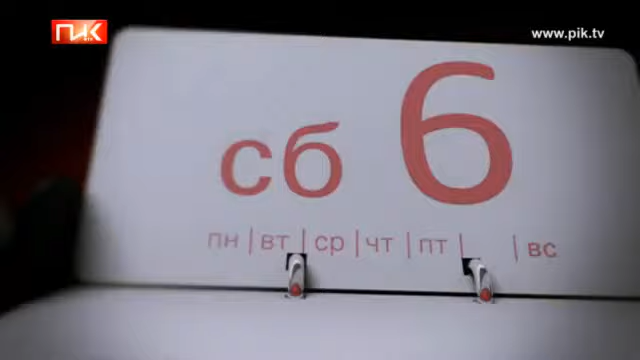 ПИК
www.pik.tv
сб 6
пн | вт | ср | чт | пт | | вс